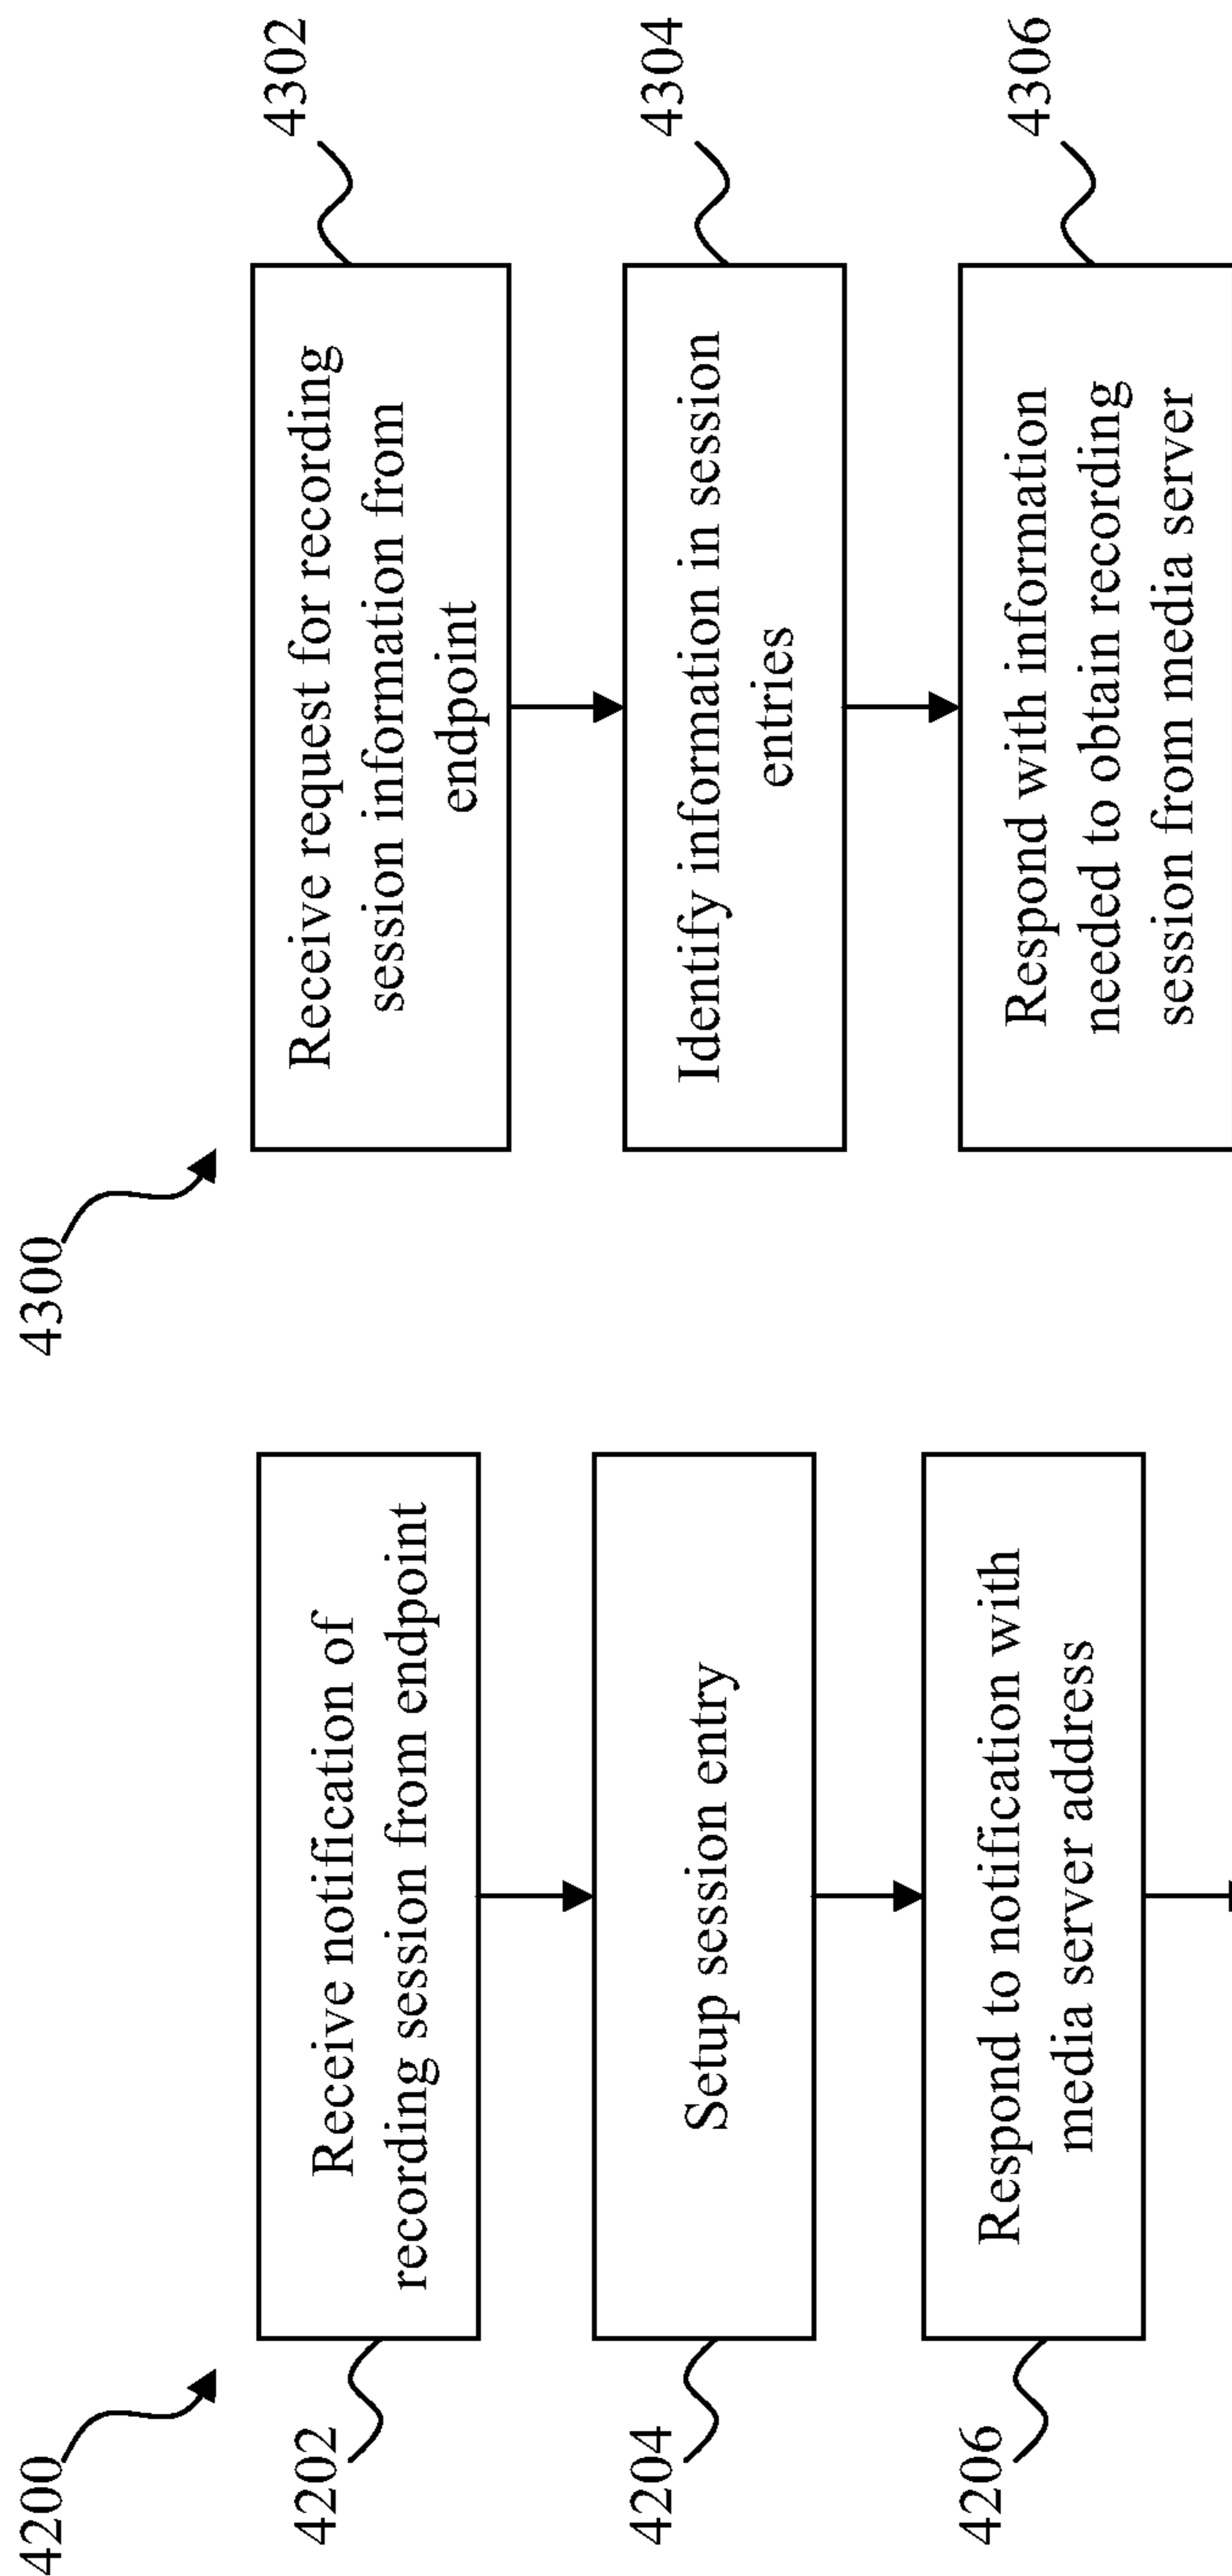 4200
4202
Receive notification of
recording session from endpoint
4204
Setup session entry
4206
Respond to notification with
media server address
4300
Receive request for recording
session information from
endpoint
4302
Identify information in session
entries
4304
Respond with information
needed to obtain recording
session from media server
4306